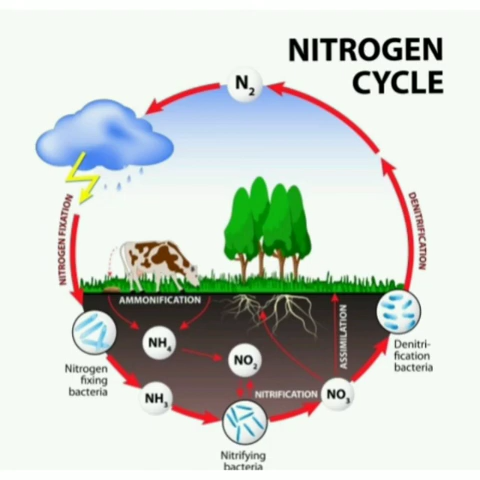 NITROGEN
CYCLE
N2
NITROGEN FIXATION
DENITRIFICATION
AMMONIFICATION
NH4
NO2
ASSIMILATION
Nitrogen
fixing
bacteria
Denitri-
fication
bacteria
NH3
NITRIFICATION
NO3
Nitrifying
bacteria